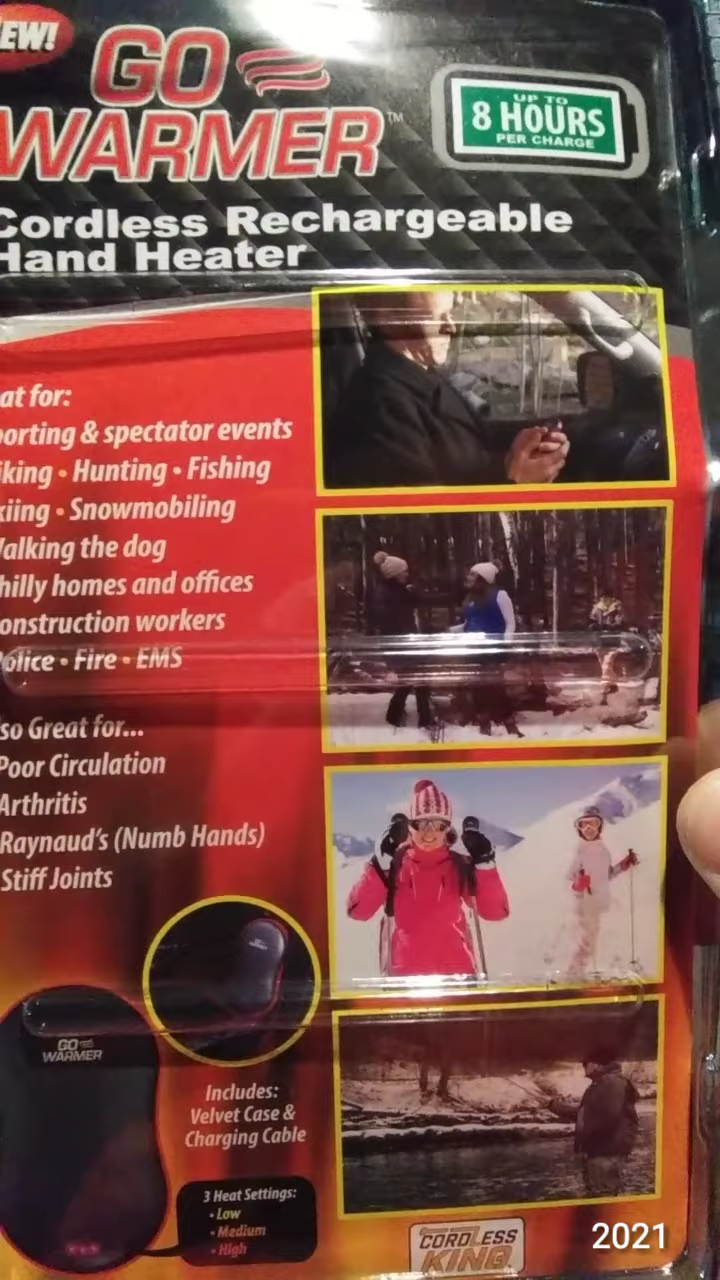 EW!
GO
WARMER™
UP TO
8 HOURS
PER CHARGE
Cordless Rechargeable
Hand Heater
at for:
porting & spectator events
iking • Hunting • Fishing
kiing • Snowmobiling
Walking the dog
hilly homes and offices
onstruction workers
Police • Fire • EMS
so Great for...
Poor Circulation
Arthritis
Raynaud's (Numb Hands)
Stiff Joints
GO
WARMER
Includes:
Velvet Case &
Charging Cable
3 Heat Settings:
• Low
• Medium
• High
CORDLESS
KING
2021